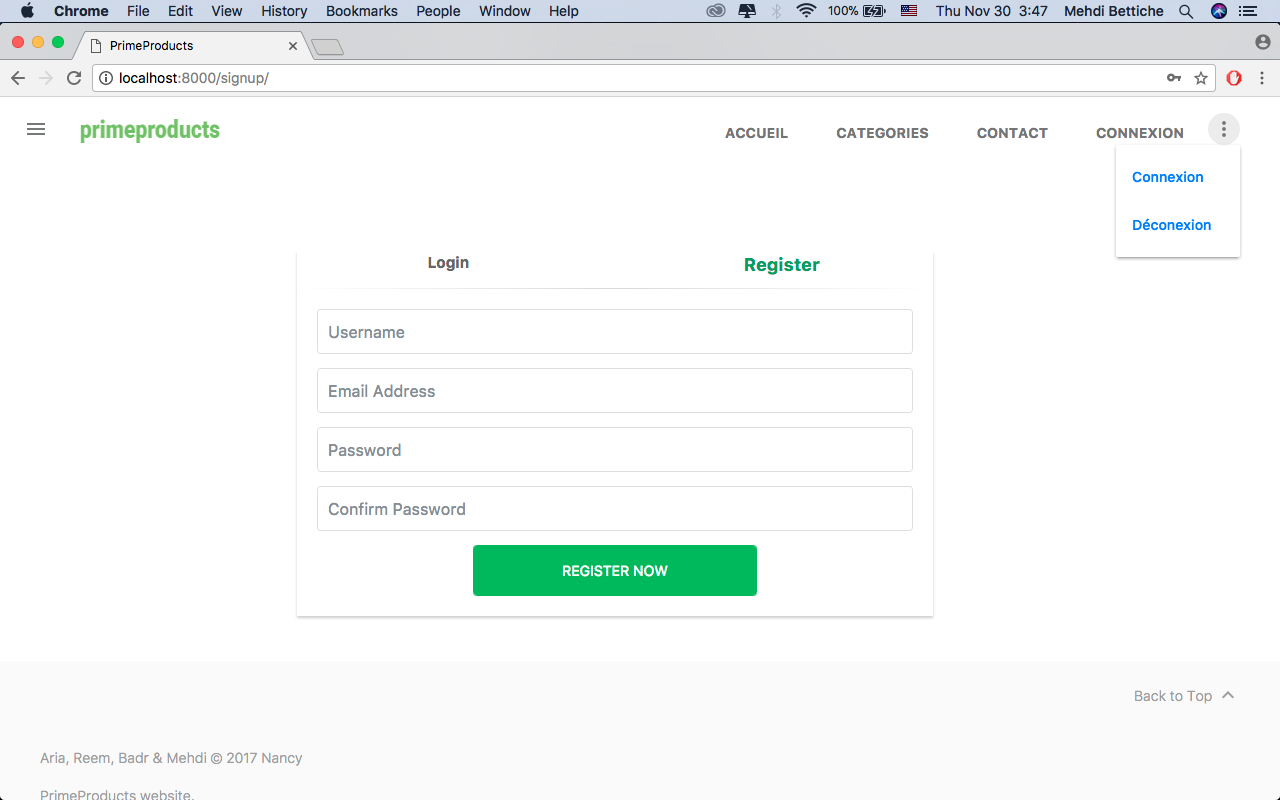 Chrome File Edit View History Bookmarks People Window Help 100% Thu Nov 30 3:47 Mehdi Bettiche
PrimeProducts
localhost:8000/signup/
primeproducts ACCUEIL CATEGORIES CONTACT CONNEXION
Connexion
Déconexion
Login Register
Username
Email Address
Password
Confirm Password
REGISTER NOW
Back to Top
Aria, Reem, Badr & Mehdi © 2017 Nancy
PrimeProducts website.